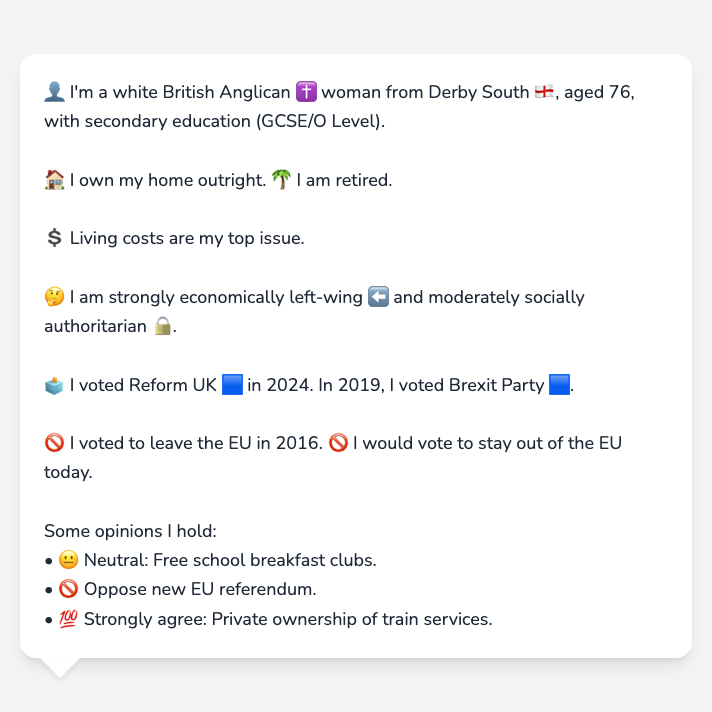 👤 I'm a white British Anglican ✝️ woman from Derby South 🏴󠁧󠁢󠁥󠁮󠁧󠁿, aged 76,
with secondary education (GCSE/O Level).
🏠 I own my home outright. 🌴 I am retired.
💲 Living costs are my top issue.
🤔 I am strongly economically left-wing ⬅️ and moderately socially
authoritarian 🔒.
🗳️ I voted Reform UK 🟦 in 2024. In 2019, I voted Brexit Party 🟦.
🚫 I voted to leave the EU in 2016. 🚫 I would vote to stay out of the EU
today.
Some opinions I hold:
• 😐 Neutral: Free school breakfast clubs.
• 🚫 Oppose new EU referendum.
• 💯 Strongly agree: Private ownership of train services.